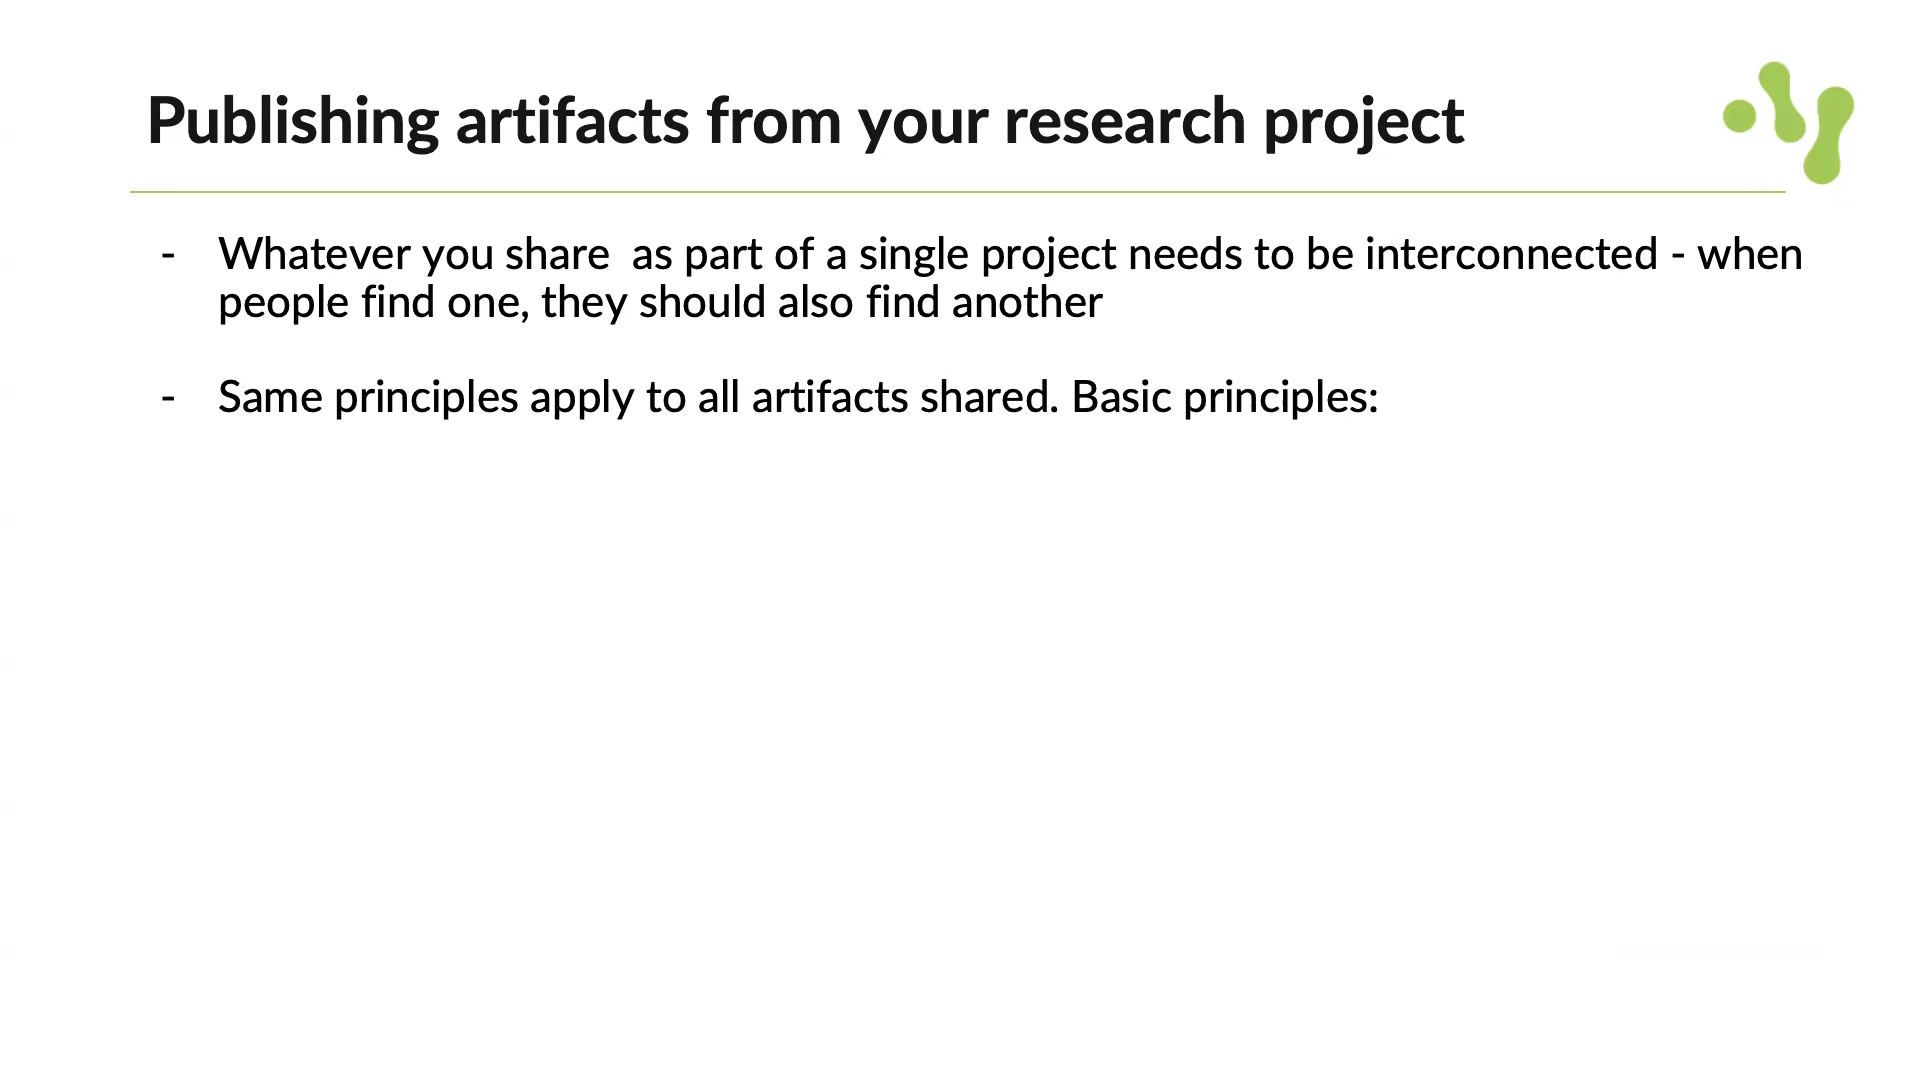 Publishing artifacts from your research project
- Whatever you share  as part of a single project needs to be interconnected - when
people find one, they should also find another
- Same principles apply to all artifacts shared. Basic principles: